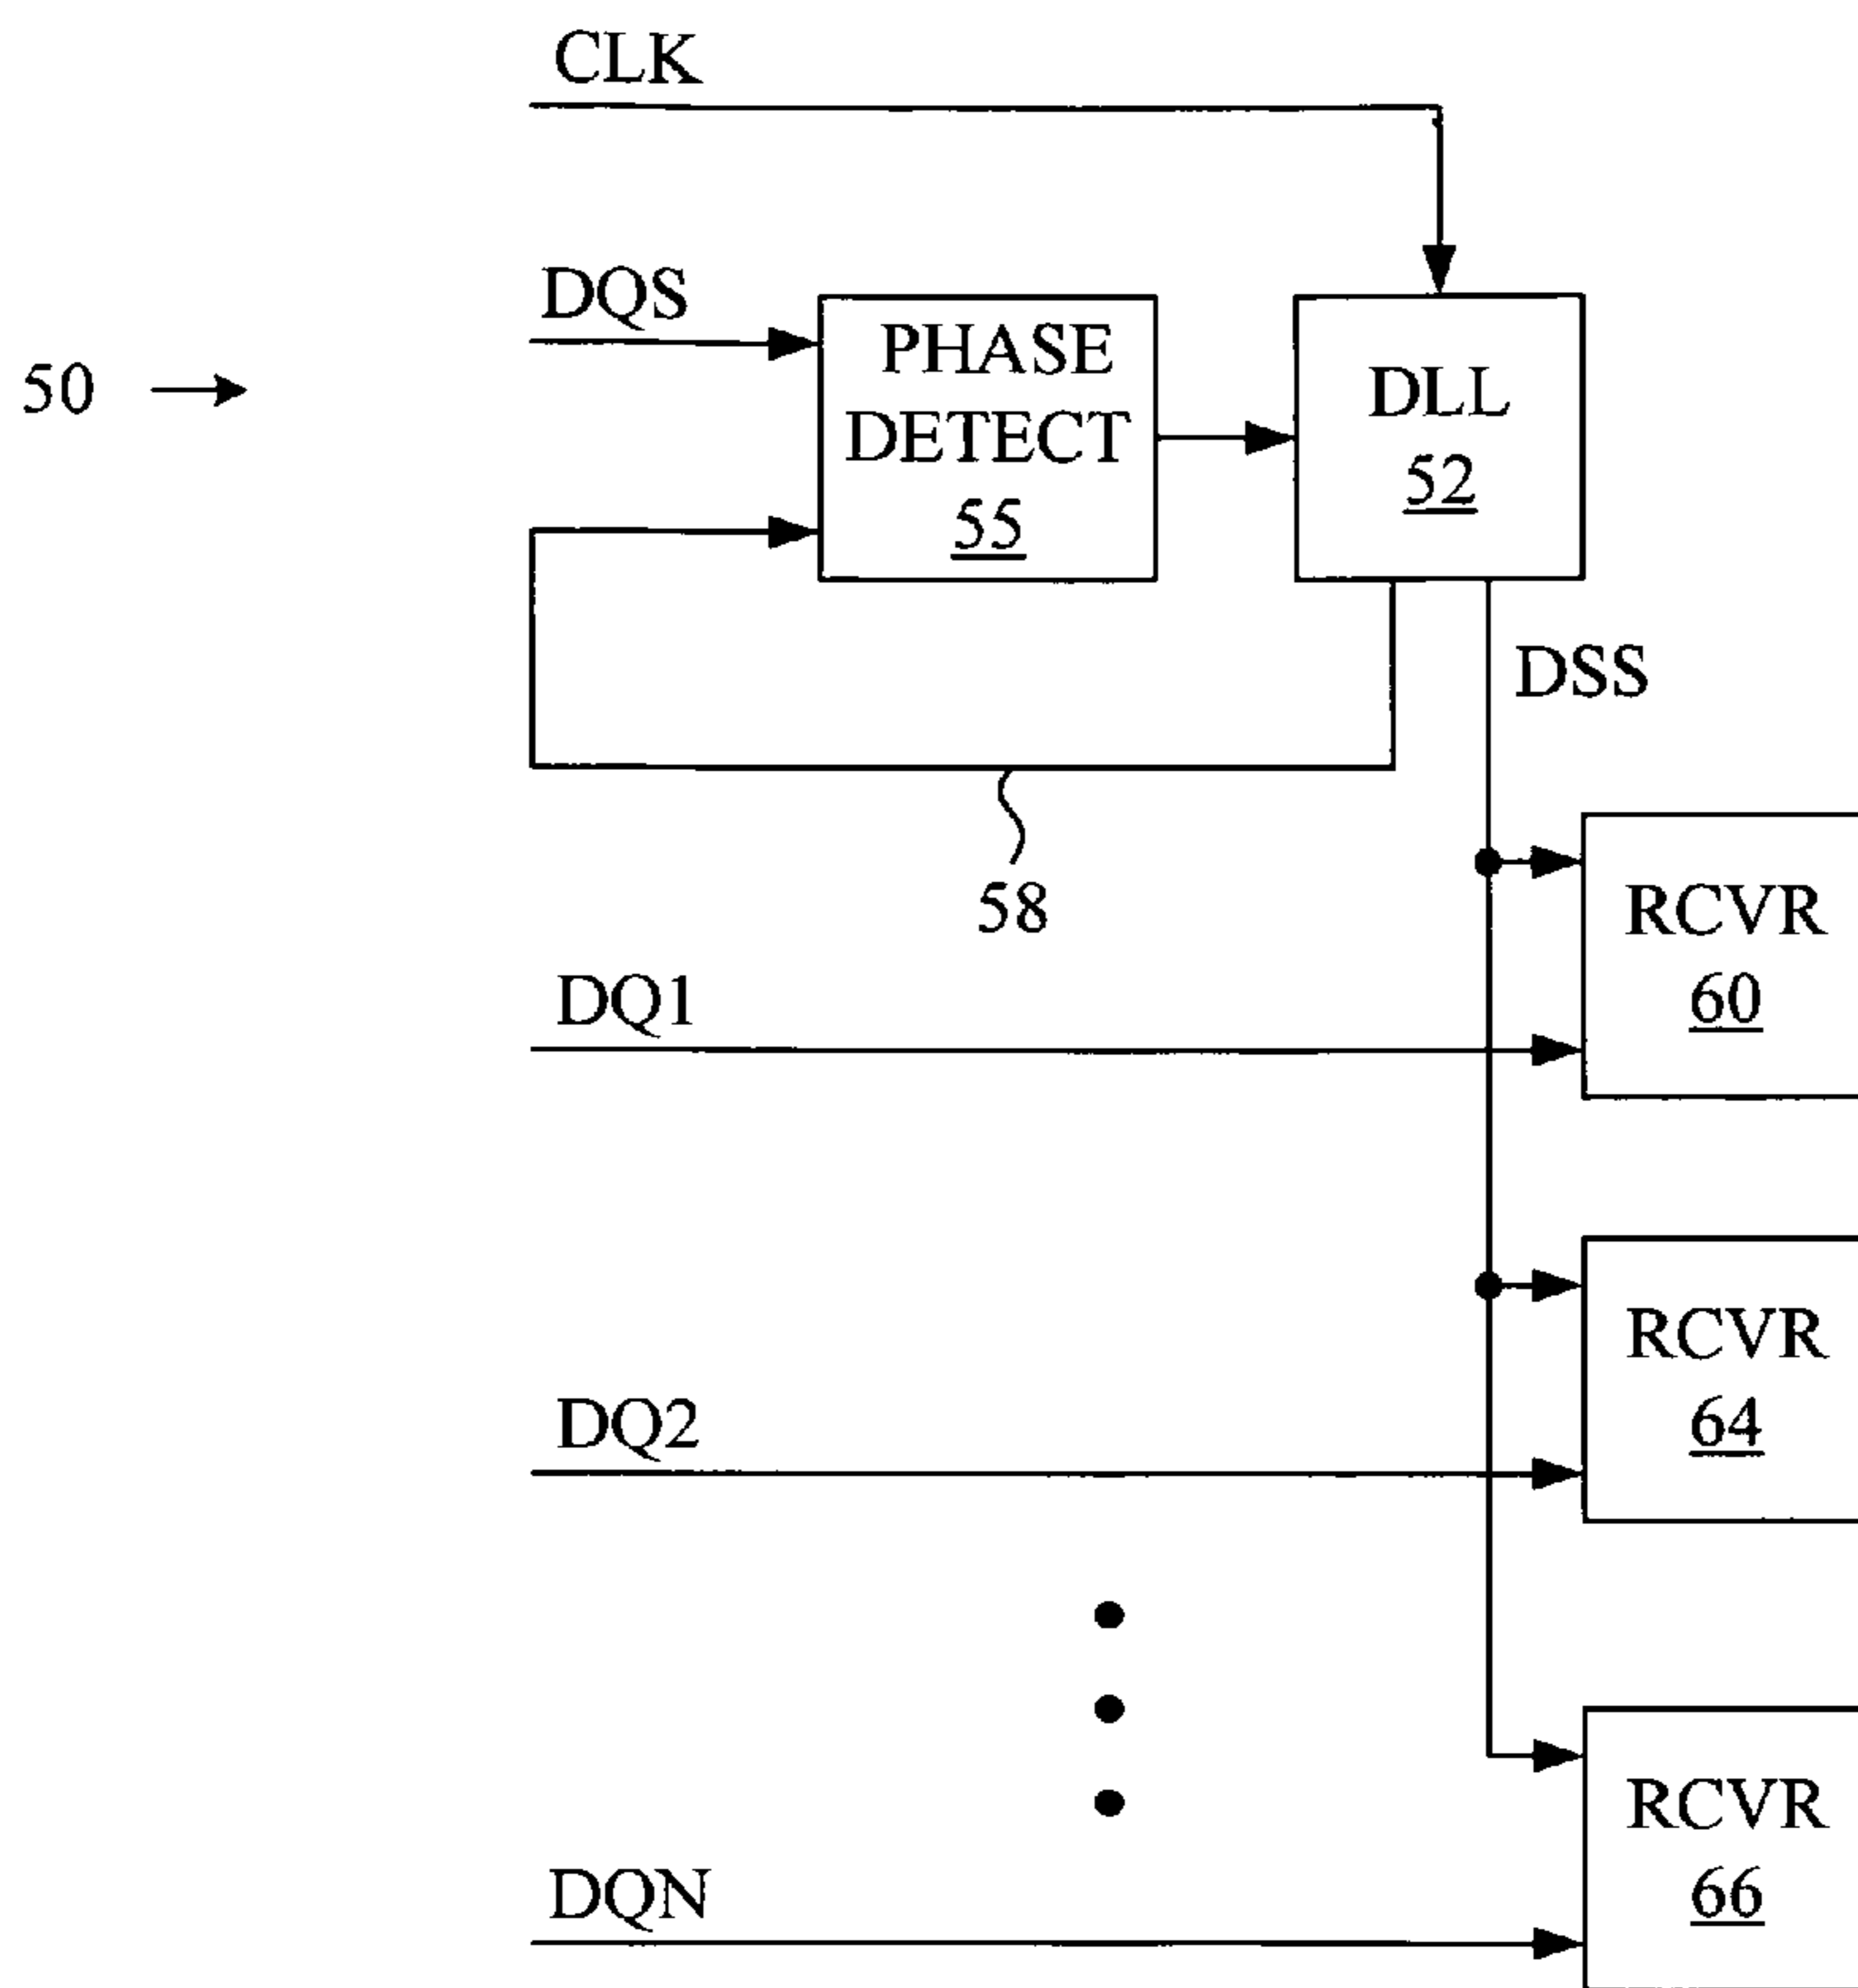 CLK
DQS
50
PHASE
DETECT
55
DLL
52
DSS
58
RCVR
60
DQ1
RCVR
64
DQ2
RCVR
66
DQN